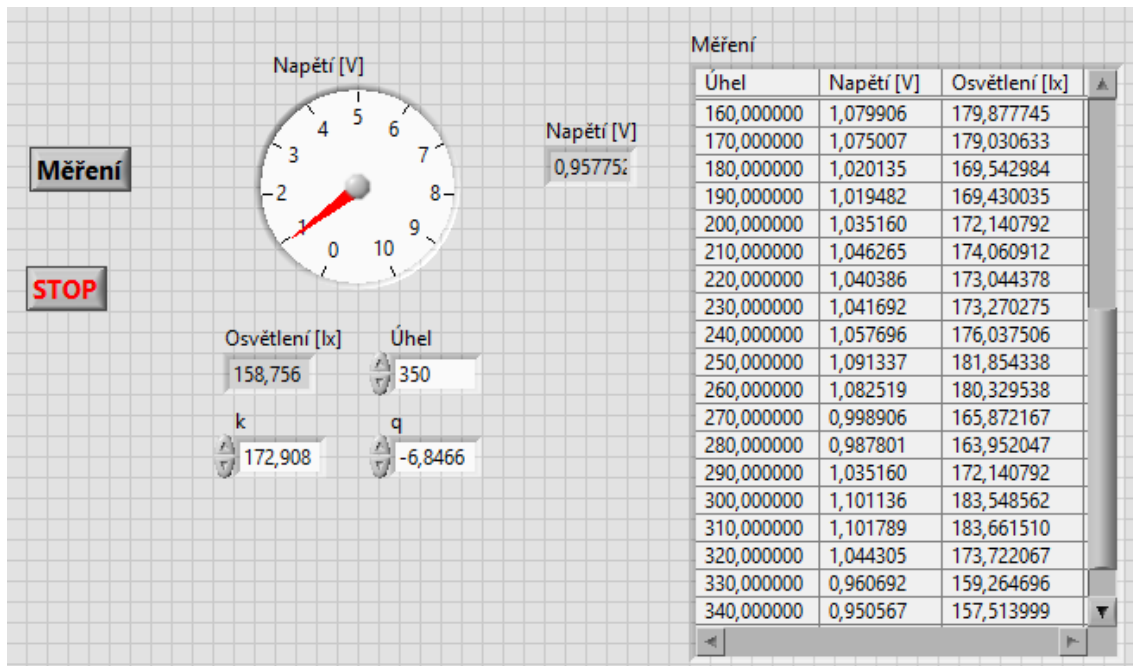 Měření
STOP
Napětí [V]
0
1
2
3
4
5
6
7
8
9
10
Napětí [V]
0,957752
Osvětlení [lx]
158,756
Úhel
350
k
172,908
q
-6,8466
Měření
Úhel Napětí [V] Osvětlení [lx]
160,000000 1,079906 179,877745
170,000000 1,075007 179,030633
180,000000 1,020135 169,542984
190,000000 1,019482 169,430035
200,000000 1,035160 172,140792
210,000000 1,046265 174,060912
220,000000 1,040386 173,044378
230,000000 1,041692 173,270275
240,000000 1,057696 176,037506
250,000000 1,091337 181,854338
260,000000 1,082519 180,329538
270,000000 0,998906 165,872167
280,000000 0,987801 163,952047
290,000000 1,035160 172,140792
300,000000 1,101136 183,548562
310,000000 1,101789 183,661510
320,000000 1,044305 173,722067
330,000000 0,960692 159,264696
340,000000 0,950567 157,513999